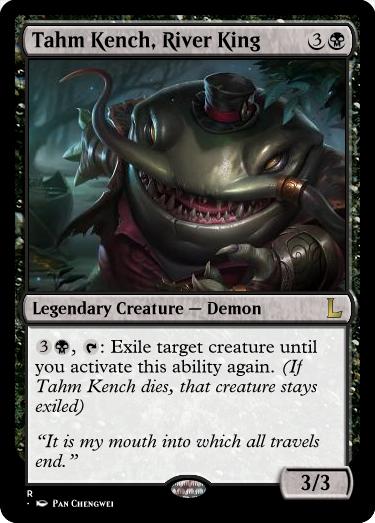 Tahm Kench, River King 3
Legendary Creature — Demon L
3, : Exile target creature until
you activate this ability again. (If
Tahm Kench dies, that creature stays
exiled)
“It is my mouth into which all travels
end.”
3/3
R
Pan Chengwei